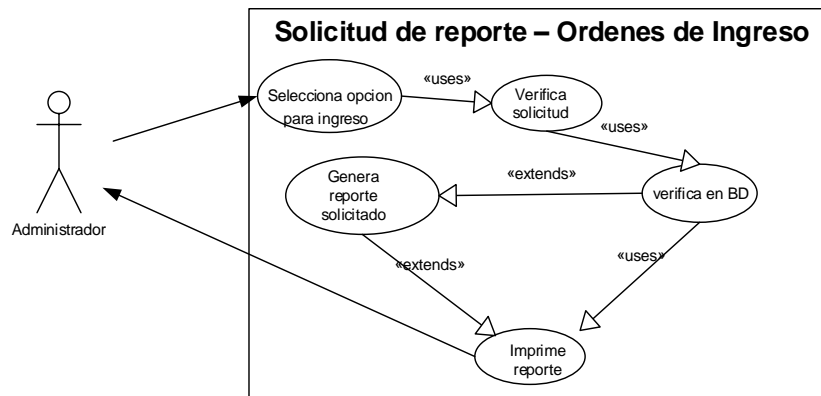 Solicitud de reporte – Ordenes de Ingreso
«uses»
Selecciona opcion
para ingreso
Verifica
solicitud
«uses»
Genera
reporte
solicitado
«extends»
verifica en BD
Administrador
«extends»
«uses»
Imprime
reporte